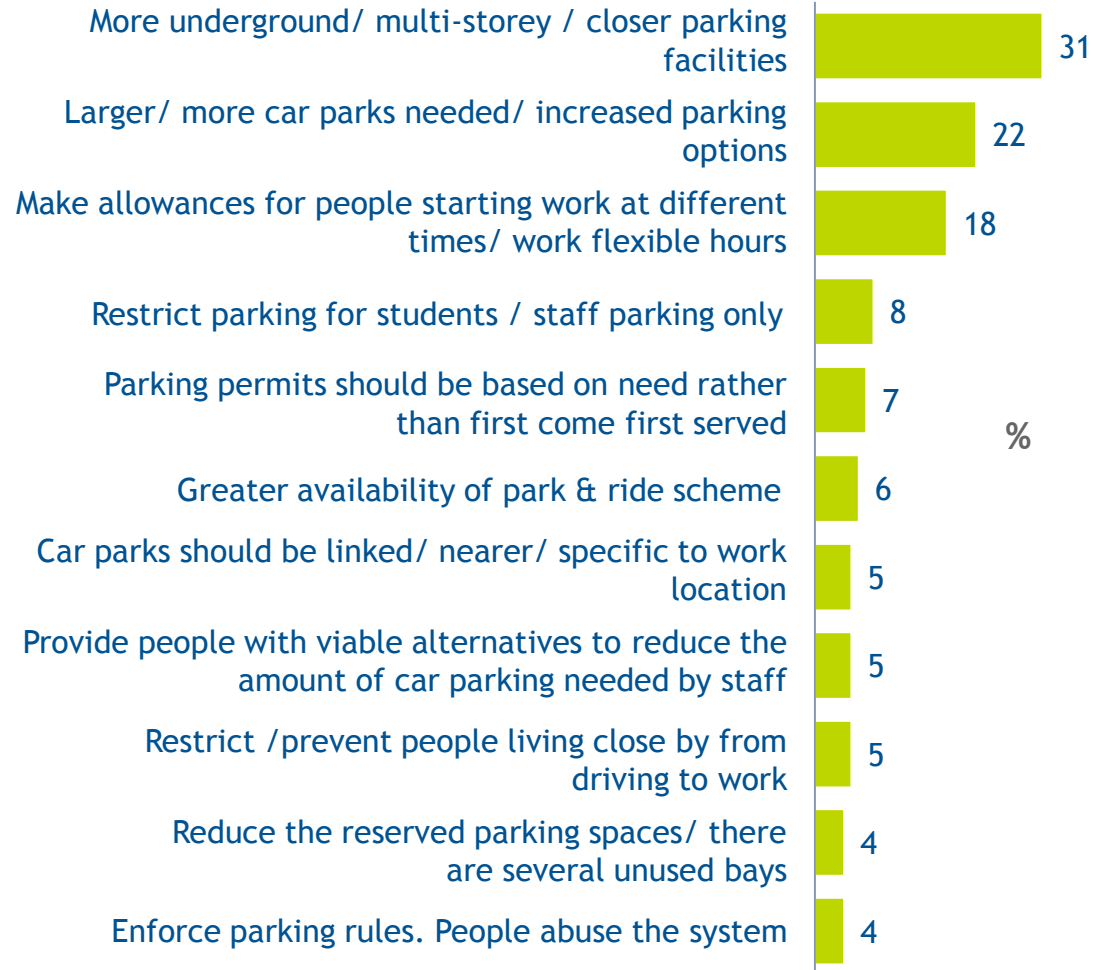 More underground/ multi-storey / closer parking
facilities
31
Larger/ more car parks needed/ increased parking
options
22
Make allowances for people starting work at different
times/ work flexible hours
18
Restrict parking for students / staff parking only
8
Parking permits should be based on need rather
than first come first served
7
%
Greater availability of park & ride scheme
6
Car parks should be linked/ nearer/ specific to work
location
5
Provide people with viable alternatives to reduce the
amount of car parking needed by staff
5
Restrict /prevent people living close by from
driving to work
5
Reduce the reserved parking spaces/ there
are several unused bays
4
Enforce parking rules. People abuse the system
4